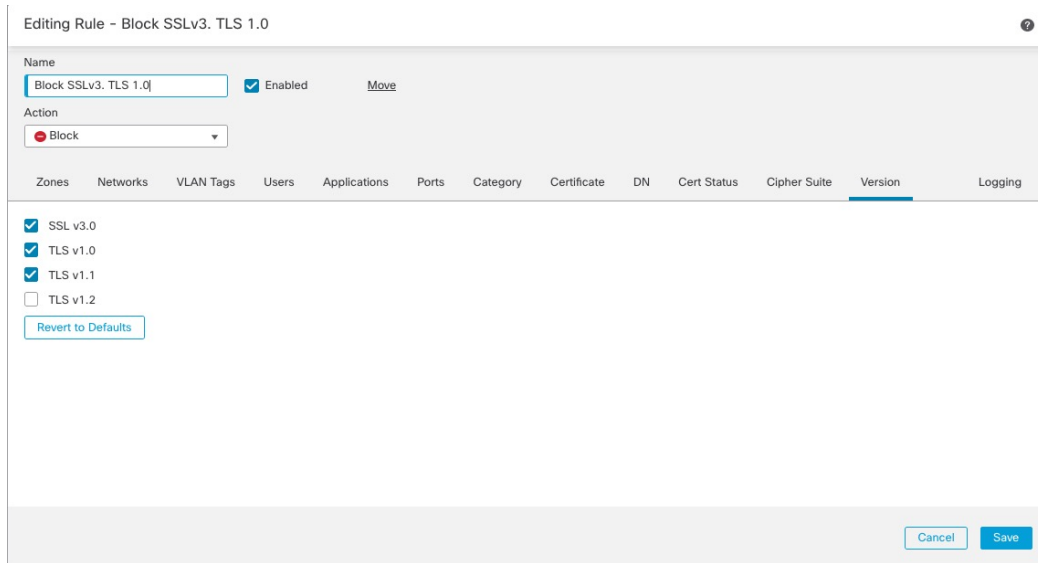 Editing Rule - Block SSLv3. TLS 1.0
Name
Block SSLv3. TLS 1.0 Enabled Move
Action
Block
Zones Networks VLAN Tags Users Applications Ports Category Certificate DN Cert Status Cipher Suite Version Logging
SSL v3.0
TLS v1.0
TLS v1.1
TLS v1.2
Revert to Defaults
Cancel Save